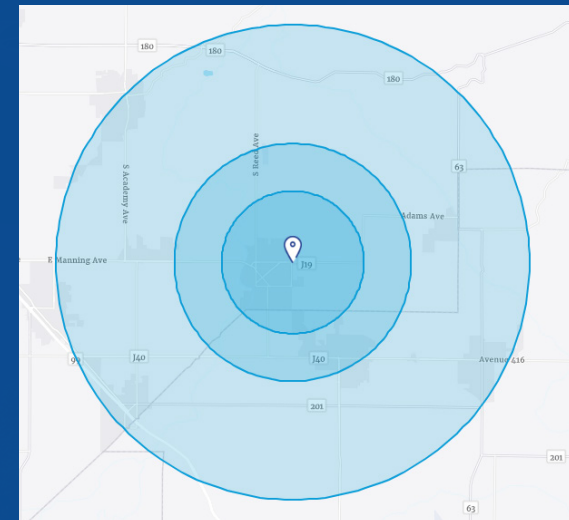 180
180
180
S Reed Ave
63
S Academy Ave
Adams Ave
E Manning Ave
J19
99
J40
J40
Avenue 416
201
201
63